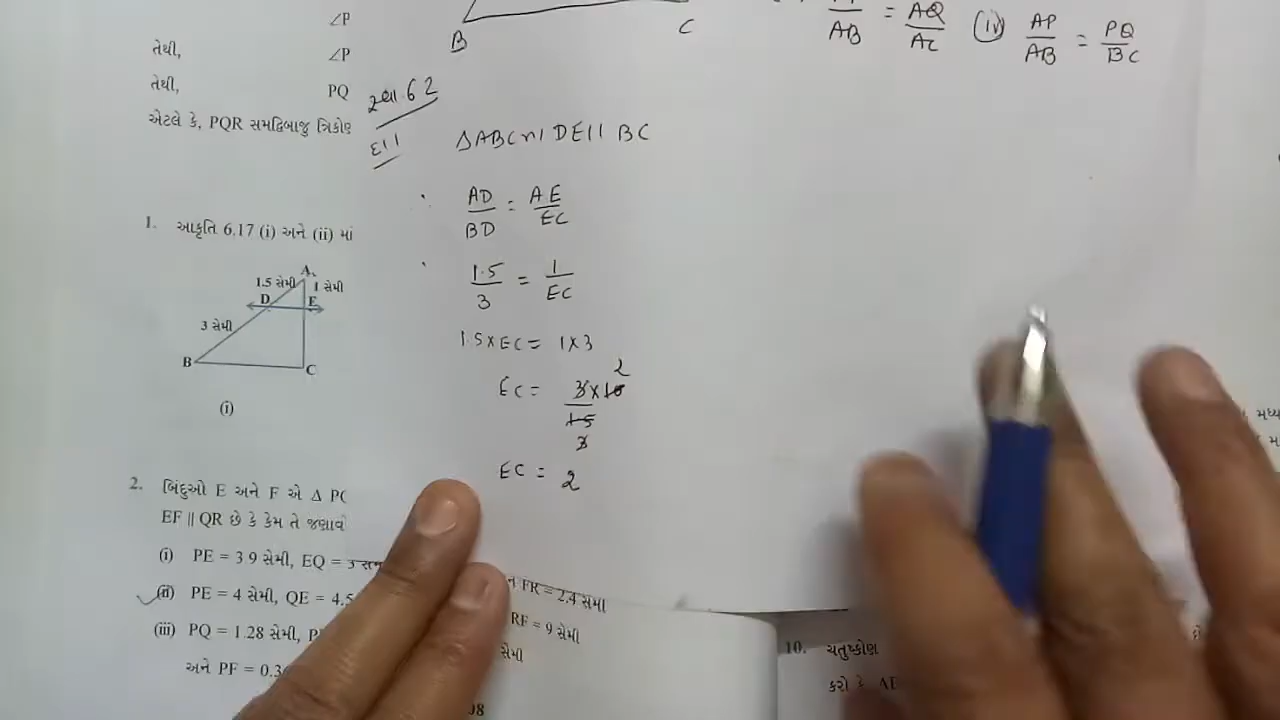 ∠P
તેથી, ∠P
તેથી, PQ
એટલે કે, PQR સમદ્વિબાજુ ત્રિકોણ
B
C
AB = AQ/AC (iv) AP/AB = PQ/BC
સ્વા.6.2
દા.1
ΔABC માં DE || BC
AD/BD = AE/EC
1.5/3 = 1/EC
1.5 × EC = 1 × 3
EC = 3 × 10/15
2
3
EC = 2
1. આકૃતિ 6.17 (i) અને (ii) માં
A
1.5 સેમી
1 સેમી
D
E
3 સેમી
B
C
(i)
2. બિંદુઓ E અને F એ Δ P
EF || QR છે કે કેમ તે જણાવો
(i) PE = 3.9 સેમી, EQ = 3
FR = 2.4 સેમી
(ii) PE = 4 સેમી, QE = 4.5
RF = 9 સેમી
(iii) PQ = 1.28 સેમી, P
સેમી
અને PF = 0.3
10. ચતુષ્કોણ
કરો કે